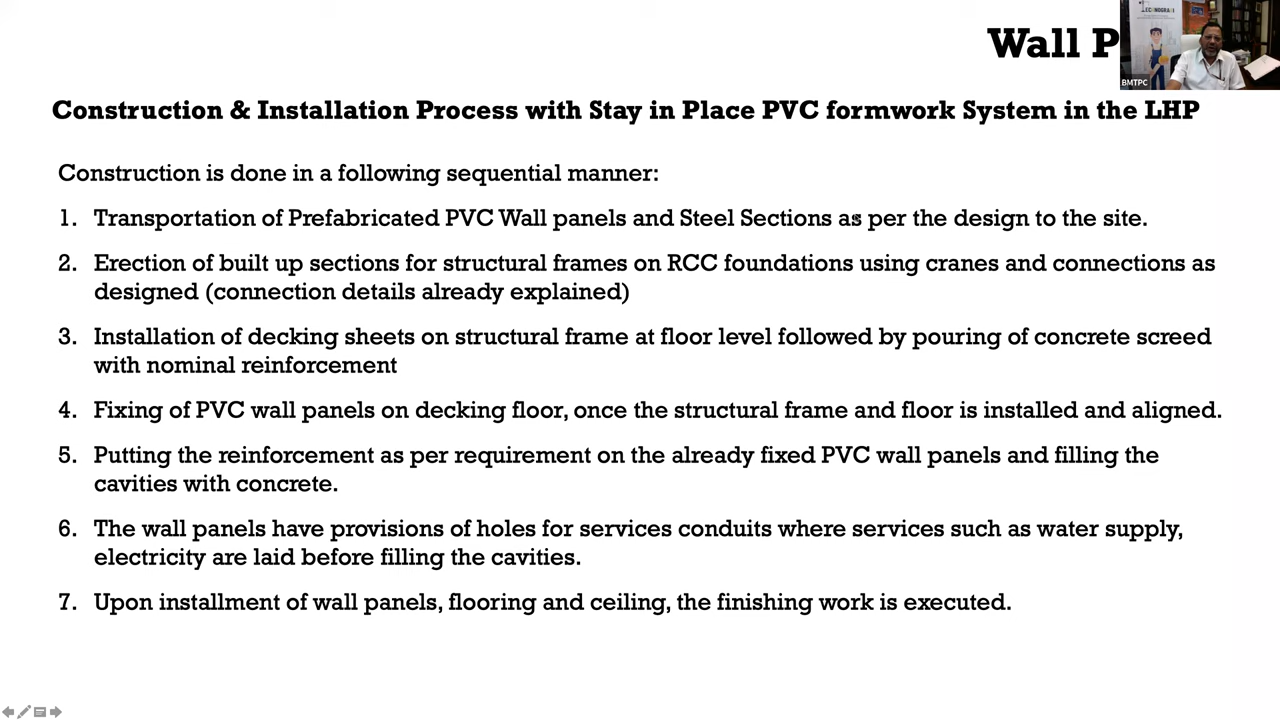 Wall P
BMTPC
Construction & Installation Process with Stay in Place PVC formwork System in the LHP
Construction is done in a following sequential manner:
1. Transportation of Prefabricated PVC Wall panels and Steel Sections as per the design to the site.
2. Erection of built up sections for structural frames on RCC foundations using cranes and connections as
designed (connection details already explained)
3. Installation of decking sheets on structural frame at floor level followed by pouring of concrete screed
with nominal reinforcement
4. Fixing of PVC wall panels on decking floor, once the structural frame and floor is installed and aligned.
5. Putting the reinforcement as per requirement on the already fixed PVC wall panels and filling the
cavities with concrete.
6. The wall panels have provisions of holes for services conduits where services such as water supply,
electricity are laid before filling the cavities.
7. Upon installment of wall panels, flooring and ceiling, the finishing work is executed.